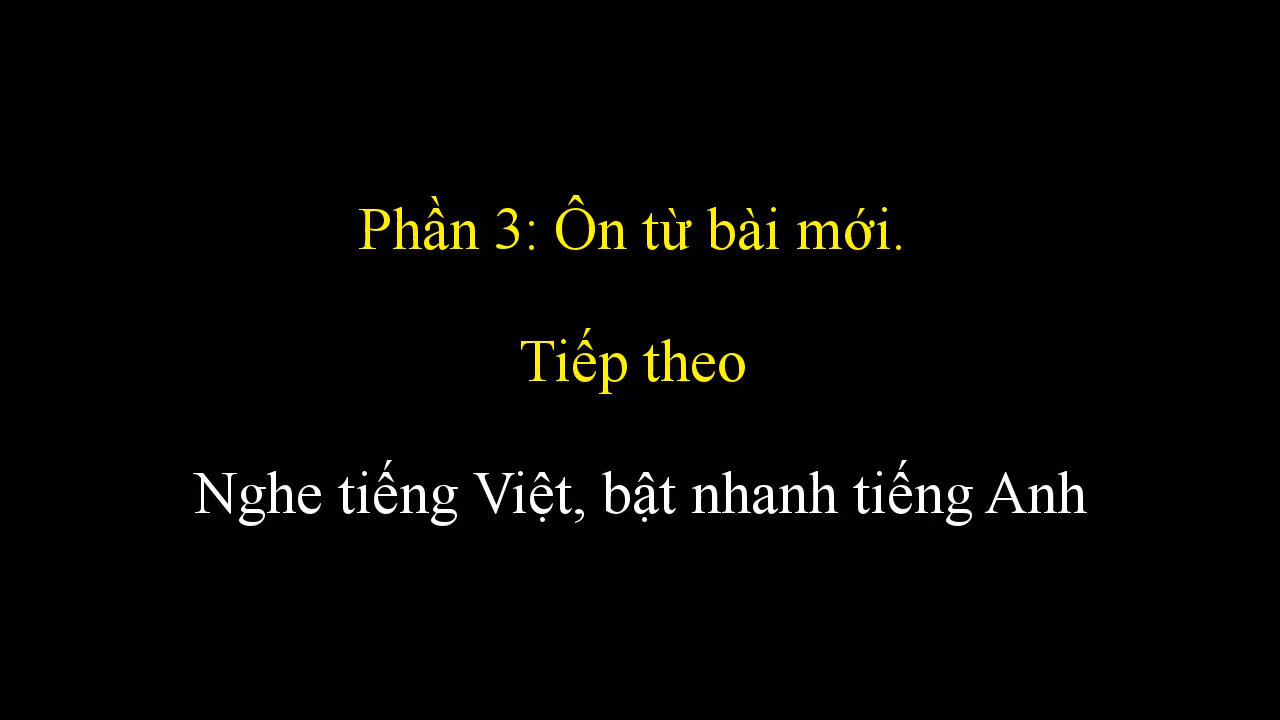 Phần 3: Ôn từ bài mới.
Tiếp theo
Nghe tiếng Việt, bật nhanh tiếng Anh